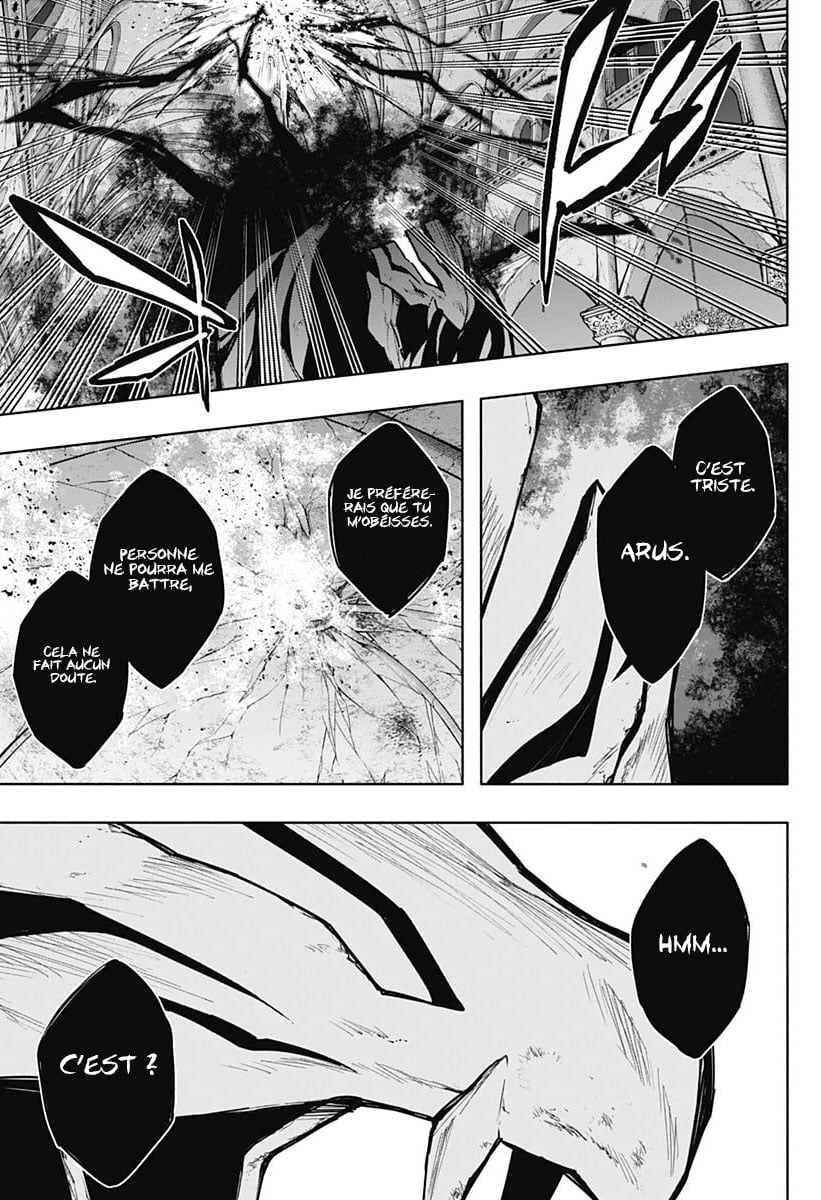 C'EST
TRISTE.
ARUS.
JE PRÉFÉRE-
RAIS QUE TU
M'OBÉISSES.
PERSONNE
NE POURRA ME
BATTRE,
CELA NE
FAIT AUCUN
DOUTE.
HMM...
C'EST ?